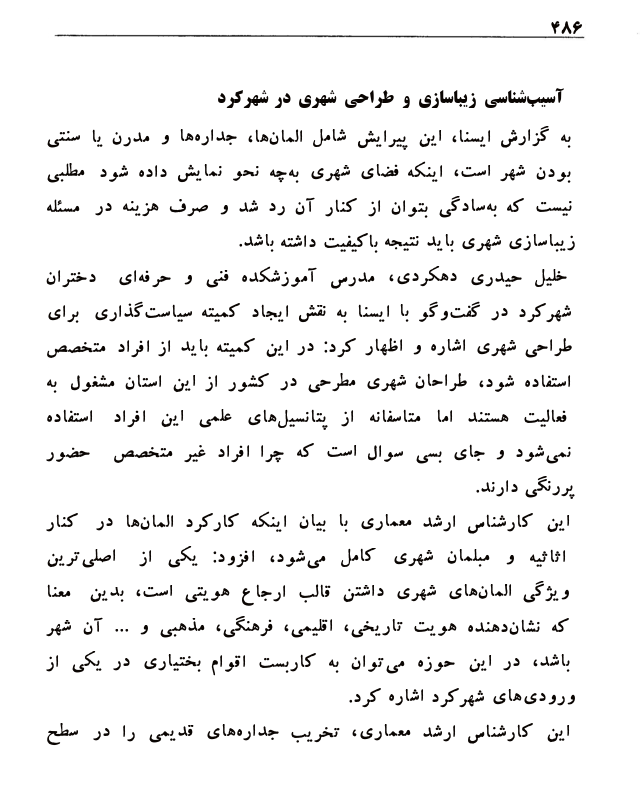 ۴۸۶
آسیب‌شناسی زیباسازی و طراحی شهری در شهرکرد
به گزارش ایسنا، این پیرایش شامل المان‌ها، جداره‌ها و مدرن یا سنتی
بودن شهر است، اینکه فضای شهری به‌چه نحو نمایش داده شود مطلبی
نیست که به‌سادگی بتوان از کنار آن رد شد و صرف هزینه در مسئله
زیباسازی شهری باید نتیجه باکیفیت داشته باشد.
خلیل حیدری دهکردی، مدرس آموزشکده فنی و حرفه‌ای دختران
شهرکرد در گفت‌وگو با ایسنا به نقش ایجاد کمیته سیاست‌گذاری برای
طراحی شهری اشاره و اظهار کرد: در این کمیته باید از افراد متخصص
استفاده شود، طراحان شهری مطرحی در کشور از این استان مشغول به
فعالیت هستند اما متاسفانه از پتانسیل‌های علمی این افراد استفاده
نمی‌شود و جای بسی سوال است که چرا افراد غیر متخصص حضور
پررنگی دارند.
این کارشناس ارشد معماری با بیان اینکه کارکرد المان‌ها در کنار
اثاثیه و مبلمان شهری کامل می‌شود، افزود: یکی از اصلی‌ترین
ویژگی المان‌های شهری داشتن قالب ارجاع هویتی است، بدین معنا
که نشان‌دهنده هویت تاریخی، اقلیمی، فرهنگی، مذهبی و ... آن شهر
باشد، در این حوزه می‌توان به کاربست اقوام بختیاری در یکی از
ورودی‌های شهرکرد اشاره کرد.
این کارشناس ارشد معماری، تخریب جداره‌های قدیمی را در سطح